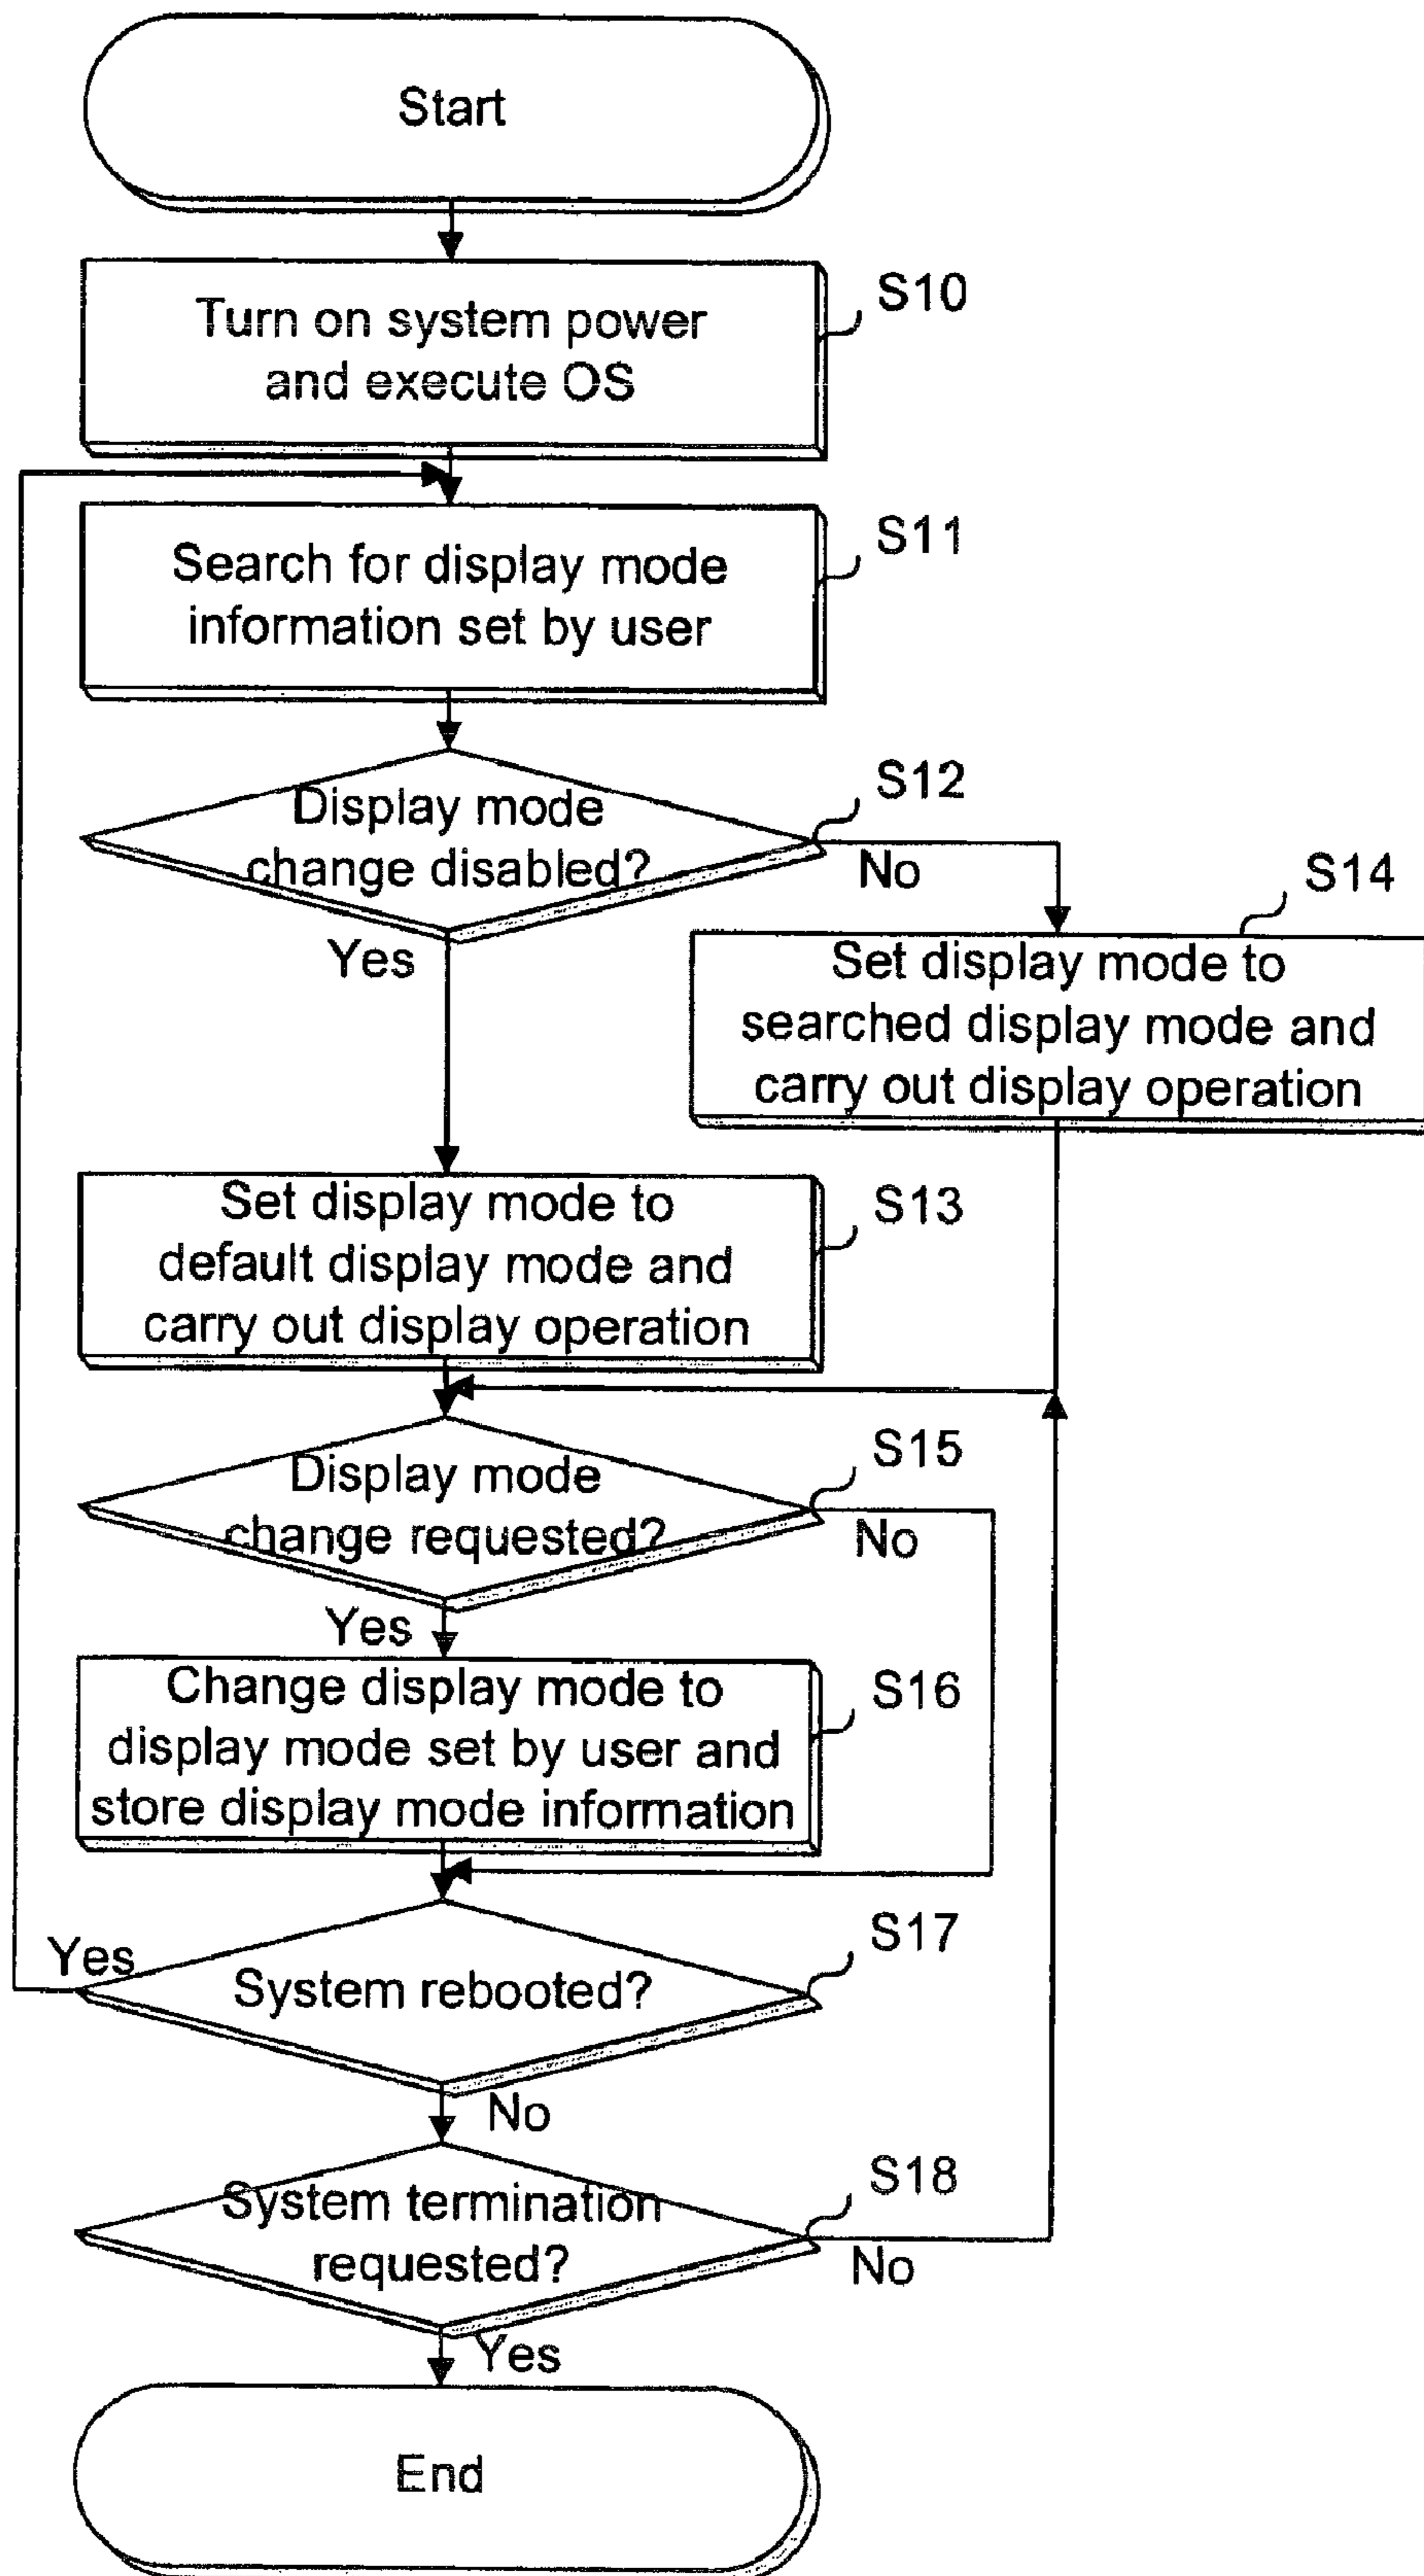 Start
Turn on system power
and execute OS
S10
Search for display mode
information set by user
S11
Display mode
change disabled?
S12
No
Yes
S14
Set display mode to
searched display mode and
carry out display operation
Set display mode to
default display mode and
carry out display operation
S13
Display mode
change requested?
S15
No
Yes
Change display mode to
display mode set by user and
store display mode information
S16
System rebooted?
S17
Yes
No
System termination
requested?
S18
No
Yes
End